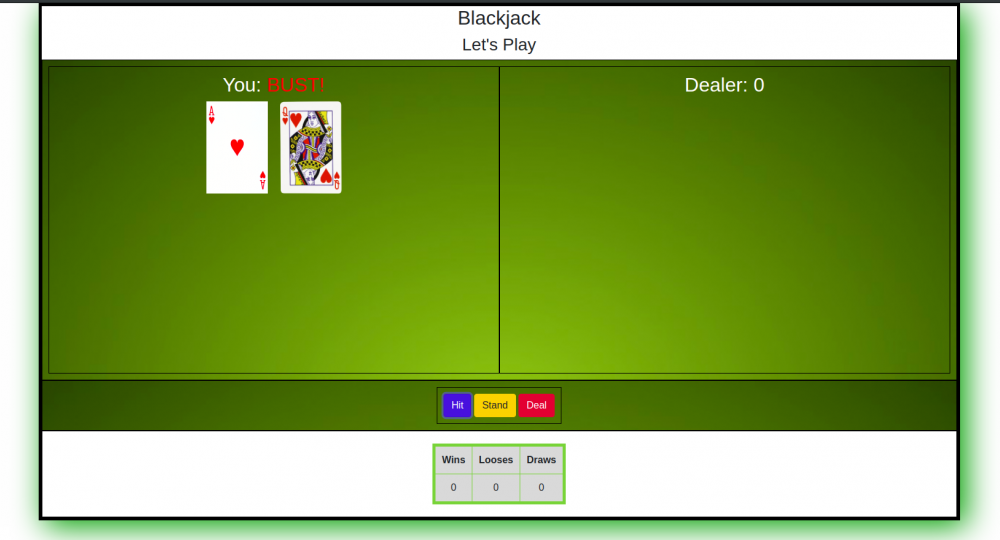 Blackjack
Let's Play
You: BUST!
Dealer: 0
A
A
Q
Q
Hit Stand Deal
Wins Looses Draws
0 0 0